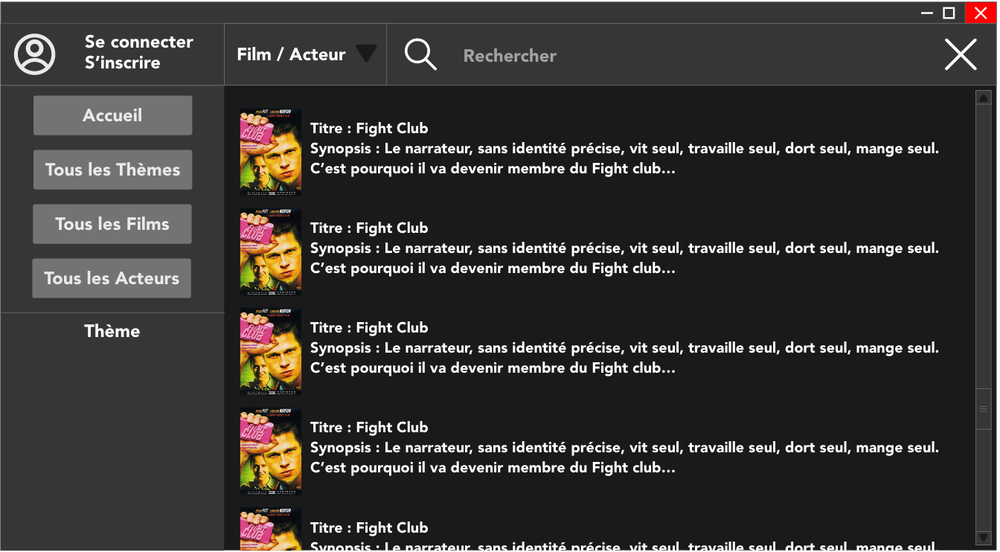 Se connecter
S’inscrire
Film / Acteur
Rechercher
Accueil
Tous les Thèmes
Tous les Films
Tous les Acteurs
Thème
Titre : Fight Club
Synopsis : Le narrateur, sans identité précise, vit seul, travaille seul, dort seul, mange seul.
C’est pourquoi il va devenir membre du Fight club...
Titre : Fight Club
Synopsis : Le narrateur, sans identité précise, vit seul, travaille seul, dort seul, mange seul.
C’est pourquoi il va devenir membre du Fight club...
Titre : Fight Club
Synopsis : Le narrateur, sans identité précise, vit seul, travaille seul, dort seul, mange seul.
C’est pourquoi il va devenir membre du Fight club...
Titre : Fight Club
Synopsis : Le narrateur, sans identité précise, vit seul, travaille seul, dort seul, mange seul.
C’est pourquoi il va devenir membre du Fight club...
Titre : Fight Club
Synopsis : Le narrateur, sans identité précise, vit seul, travaille seul, dort seul, mange seul.